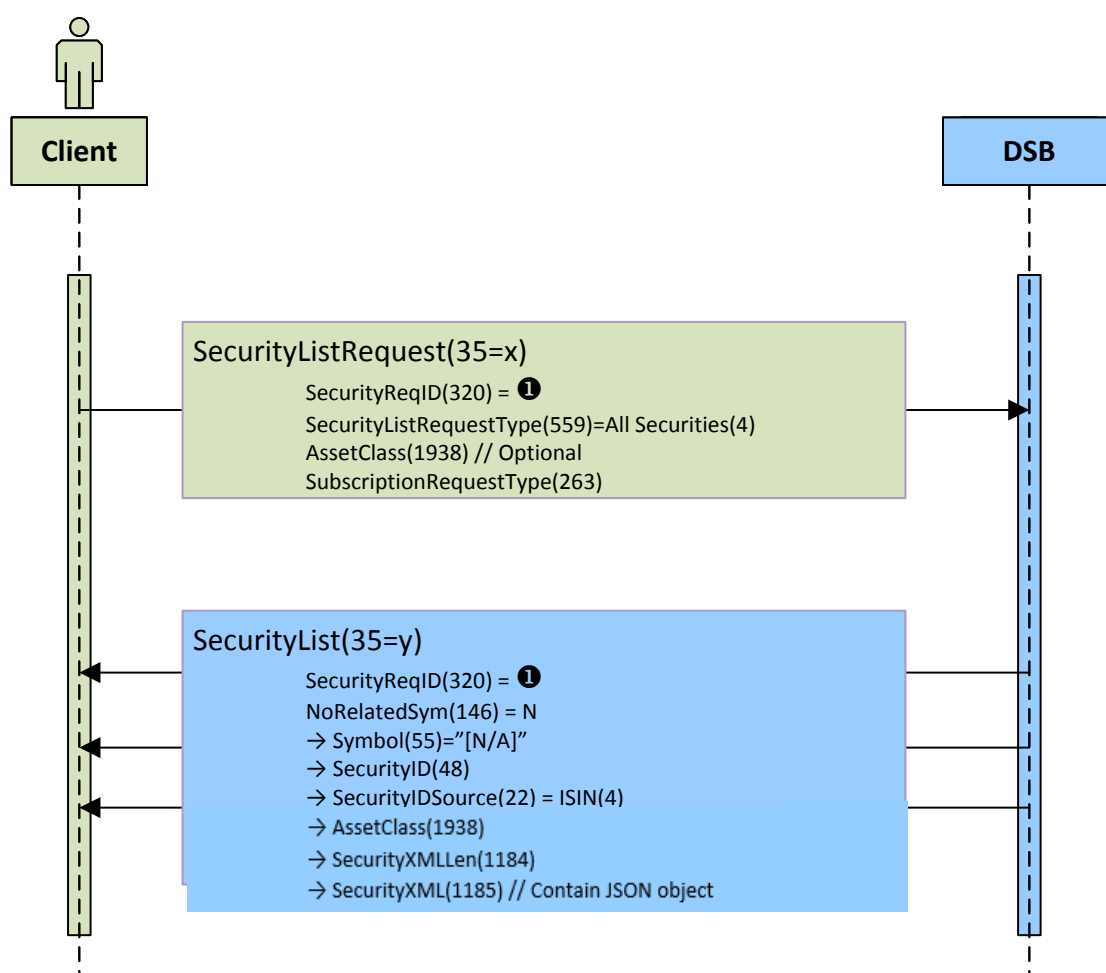 Client
DSB
SecurityListRequest(35=x)
SecurityReqID(320) = ❶
SecurityListRequestType(559)=All Securities(4)
AssetClass(1938) // Optional
SubscriptionRequestType(263)
SecurityList(35=y)
SecurityReqID(320) = ❶
NoRelatedSym(146) = N
→ Symbol(55)=”[N/A]”
→ SecurityID(48)
→ SecurityIDSource(22) = ISIN(4)
→ AssetClass(1938)
→ SecurityXMLLen(1184)
→ SecurityXML(1185) // Contain JSON object